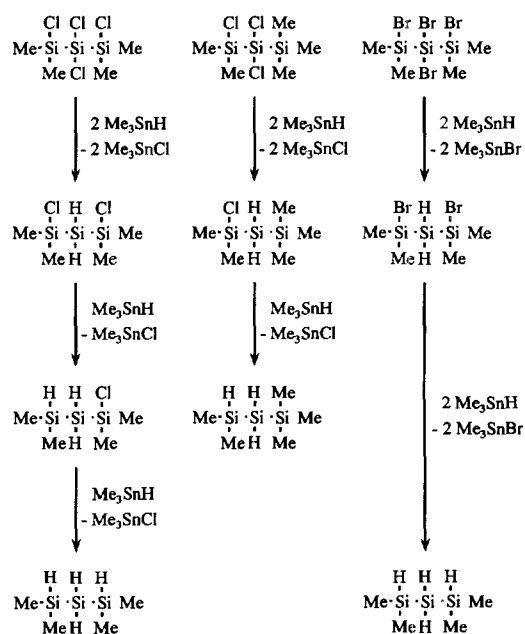 Cl Cl Cl Cl Cl Me Br Br Br
Me·Si·Si·Si· Me Me·Si·Si·Si· Me Me·Si·Si·Si· Me
Me Cl Me Me Cl Me Me Br Me
2 Me₃SnH 2 Me₃SnH 2 Me₃SnH
- 2 Me₃SnCl - 2 Me₃SnCl - 2 Me₃SnBr
Cl H Cl Cl H Me Br H Br
Me·Si·Si·Si Me Me·Si·Si·Si· Me Me·Si·Si·Si· Me
Me H Me Me H Me Me H Me
Me₃SnH Me₃SnH
- Me₃SnCl - Me₃SnCl
H H Cl H H Me
Me·Si·Si·Si· Me Me·Si·Si·Si· Me
Me H Me Me H Me
2 Me₃SnH
- 2 Me₃SnBr
Me₃SnH
- Me₃SnCl
H H H H H H
Me·Si·Si·Si· Me Me·Si·Si·Si· Me
Me H Me Me H Me